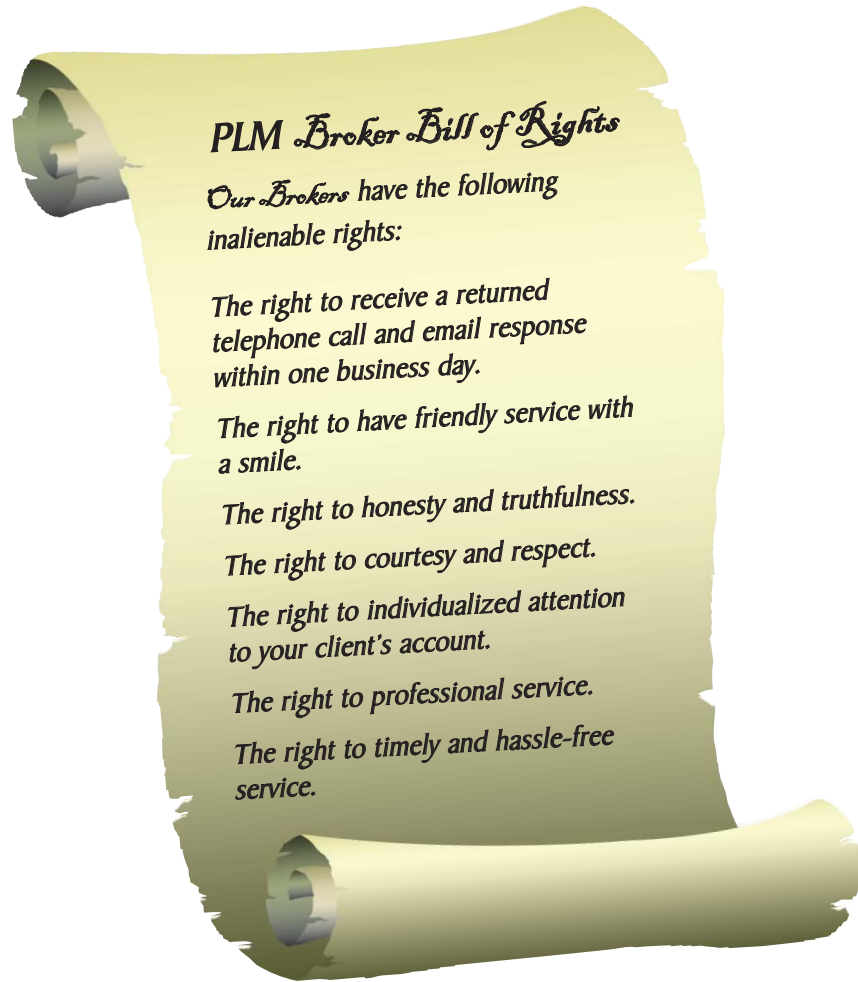 PLM Broker Bill of Rights
Our Brokers have the following
inalienable rights:
The right to receive a returned
telephone call and email response
within one business day.
The right to have friendly service with
a smile.
The right to honesty and truthfulness.
The right to courtesy and respect.
The right to individualized attention
to your client's account.
The right to professional service.
The right to timely and hassle-free
service.